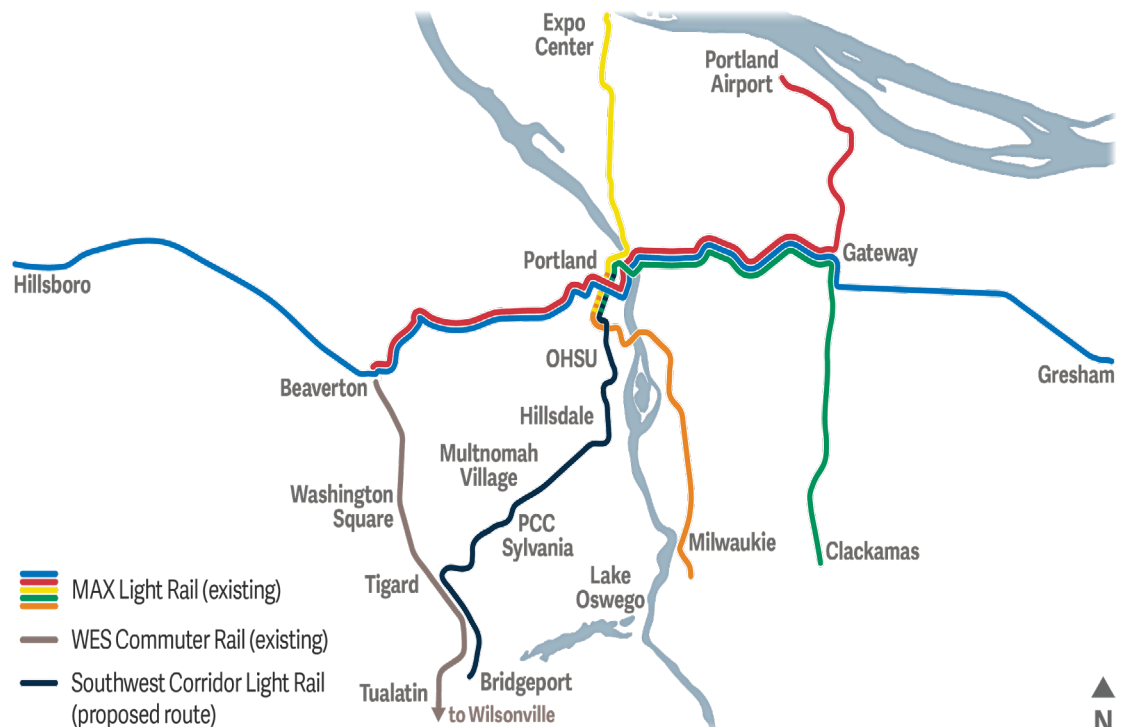 Expo
Center
Portland
Airport
Portland
Gateway
Hillsboro
OHSU
Beaverton
Gresham
Hillsdale
Multnomah
Village
Washington
Square
PCC
Sylvania
Milwaukie
Clackamas
Tigard
Lake
Oswego
MAX Light Rail (existing)
WES Commuter Rail (existing)
Southwest Corridor Light Rail
(proposed route)
Tualatin
Bridgeport
to Wilsonville
N